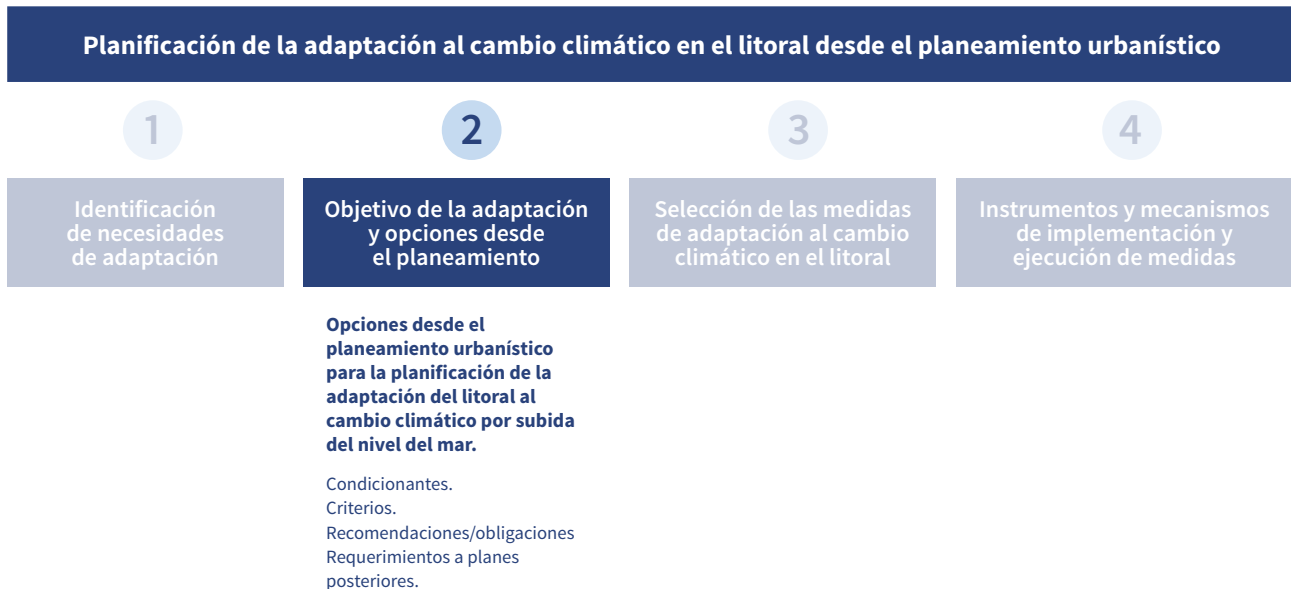 Planificación de la adaptación al cambio climático en el litoral desde el planeamiento urbanístico
1
Identificación
de necesidades
de adaptación
2
Objetivo de la adaptación
y opciones desde
el planeamiento
Opciones desde el
planeamiento urbanístico
para la planificación de la
adaptación del litoral al
cambio climático por subida
del nivel del mar.
Condicionantes.
Criterios.
Recomendaciones/obligaciones
Requerimientos a planes
posteriores.
3
Selección de las medidas
de adaptación al cambio
climático en el litoral
4
Instrumentos y mecanismos
de implementación y
ejecución de medidas